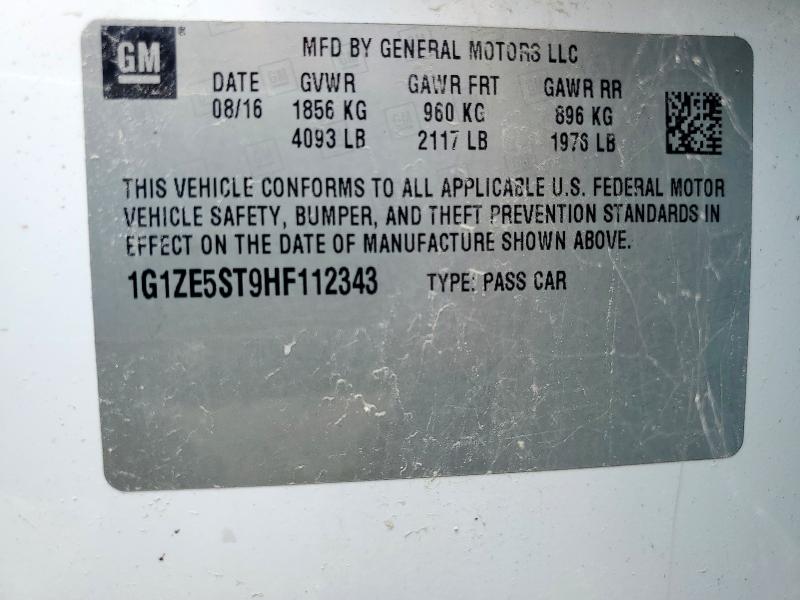 GM
MFD BY GENERAL MOTORS LLC
DATE GVWR GAWR FRT GAWR RR
08/16 1856 KG 960 KG 896 KG
4093 LB 2117 LB 1976 LB
THIS VEHICLE CONFORMS TO ALL APPLICABLE U.S. FEDERAL MOTOR
VEHICLE SAFETY, BUMPER, AND THEFT PREVENTION STANDARDS IN
EFFECT ON THE DATE OF MANUFACTURE SHOWN ABOVE.
1G1ZE5ST9HF112343 TYPE: PASS CAR